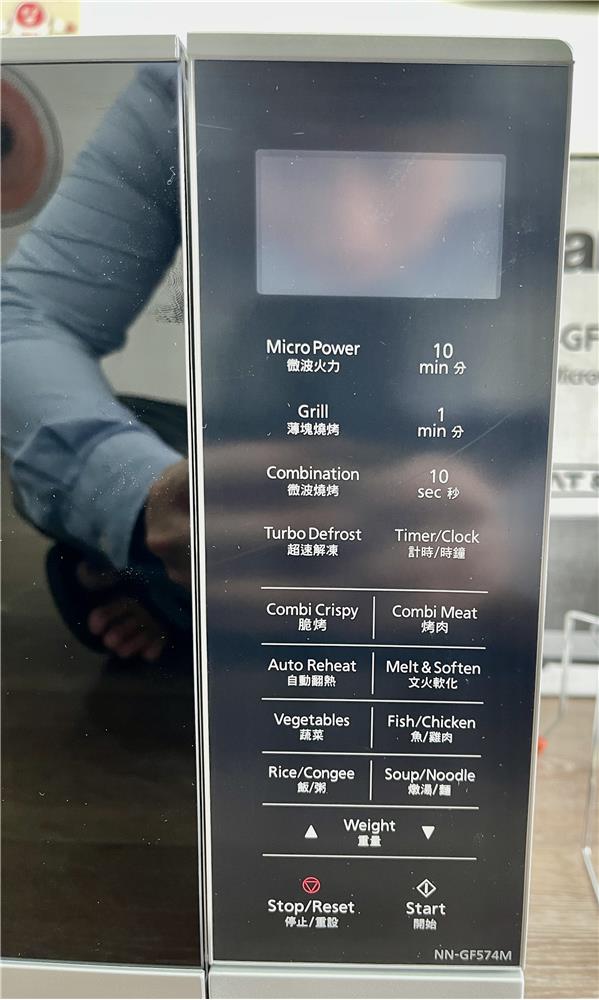 Micro Power 10
微波火力 min 分
Grill 1
薄塊燒烤 min 分
Combination 10
微波燒烤 sec 秒
Turbo Defrost Timer/Clock
超速解凍 計時/時鐘
Combi Crispy Combi Meat
脆烤 烤肉
Auto Reheat Melt & Soften
自動翻熱 文火軟化
Vegetables Fish/Chicken
蔬菜 魚/雞肉
Rice/Congee Soup/Noodle
飯/粥 燉湯/麵
▲ Weight ▼
重量
Stop/Reset Start
停止/重設 開始
NN-GF574M